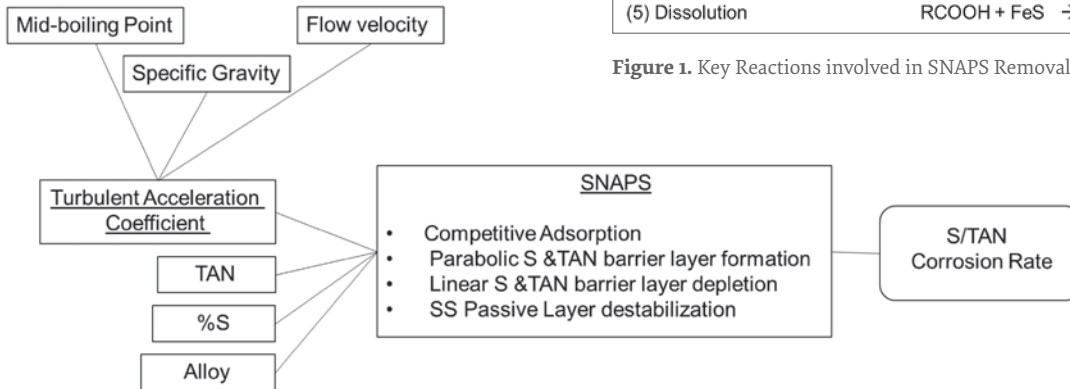 (5) Dissolution RCOOH + FeS →
Figure 1. Key Reactions involved in SNAPS Removal
Mid-boiling Point
Flow velocity
Specific Gravity
Turbulent Acceleration
Coefficient
TAN
%S
Alloy
SNAPS
• Competitive Adsorption
• Parabolic S &TAN barrier layer formation
• Linear S &TAN barrier layer depletion
• SS Passive Layer destabilization
S/TAN
Corrosion Rate